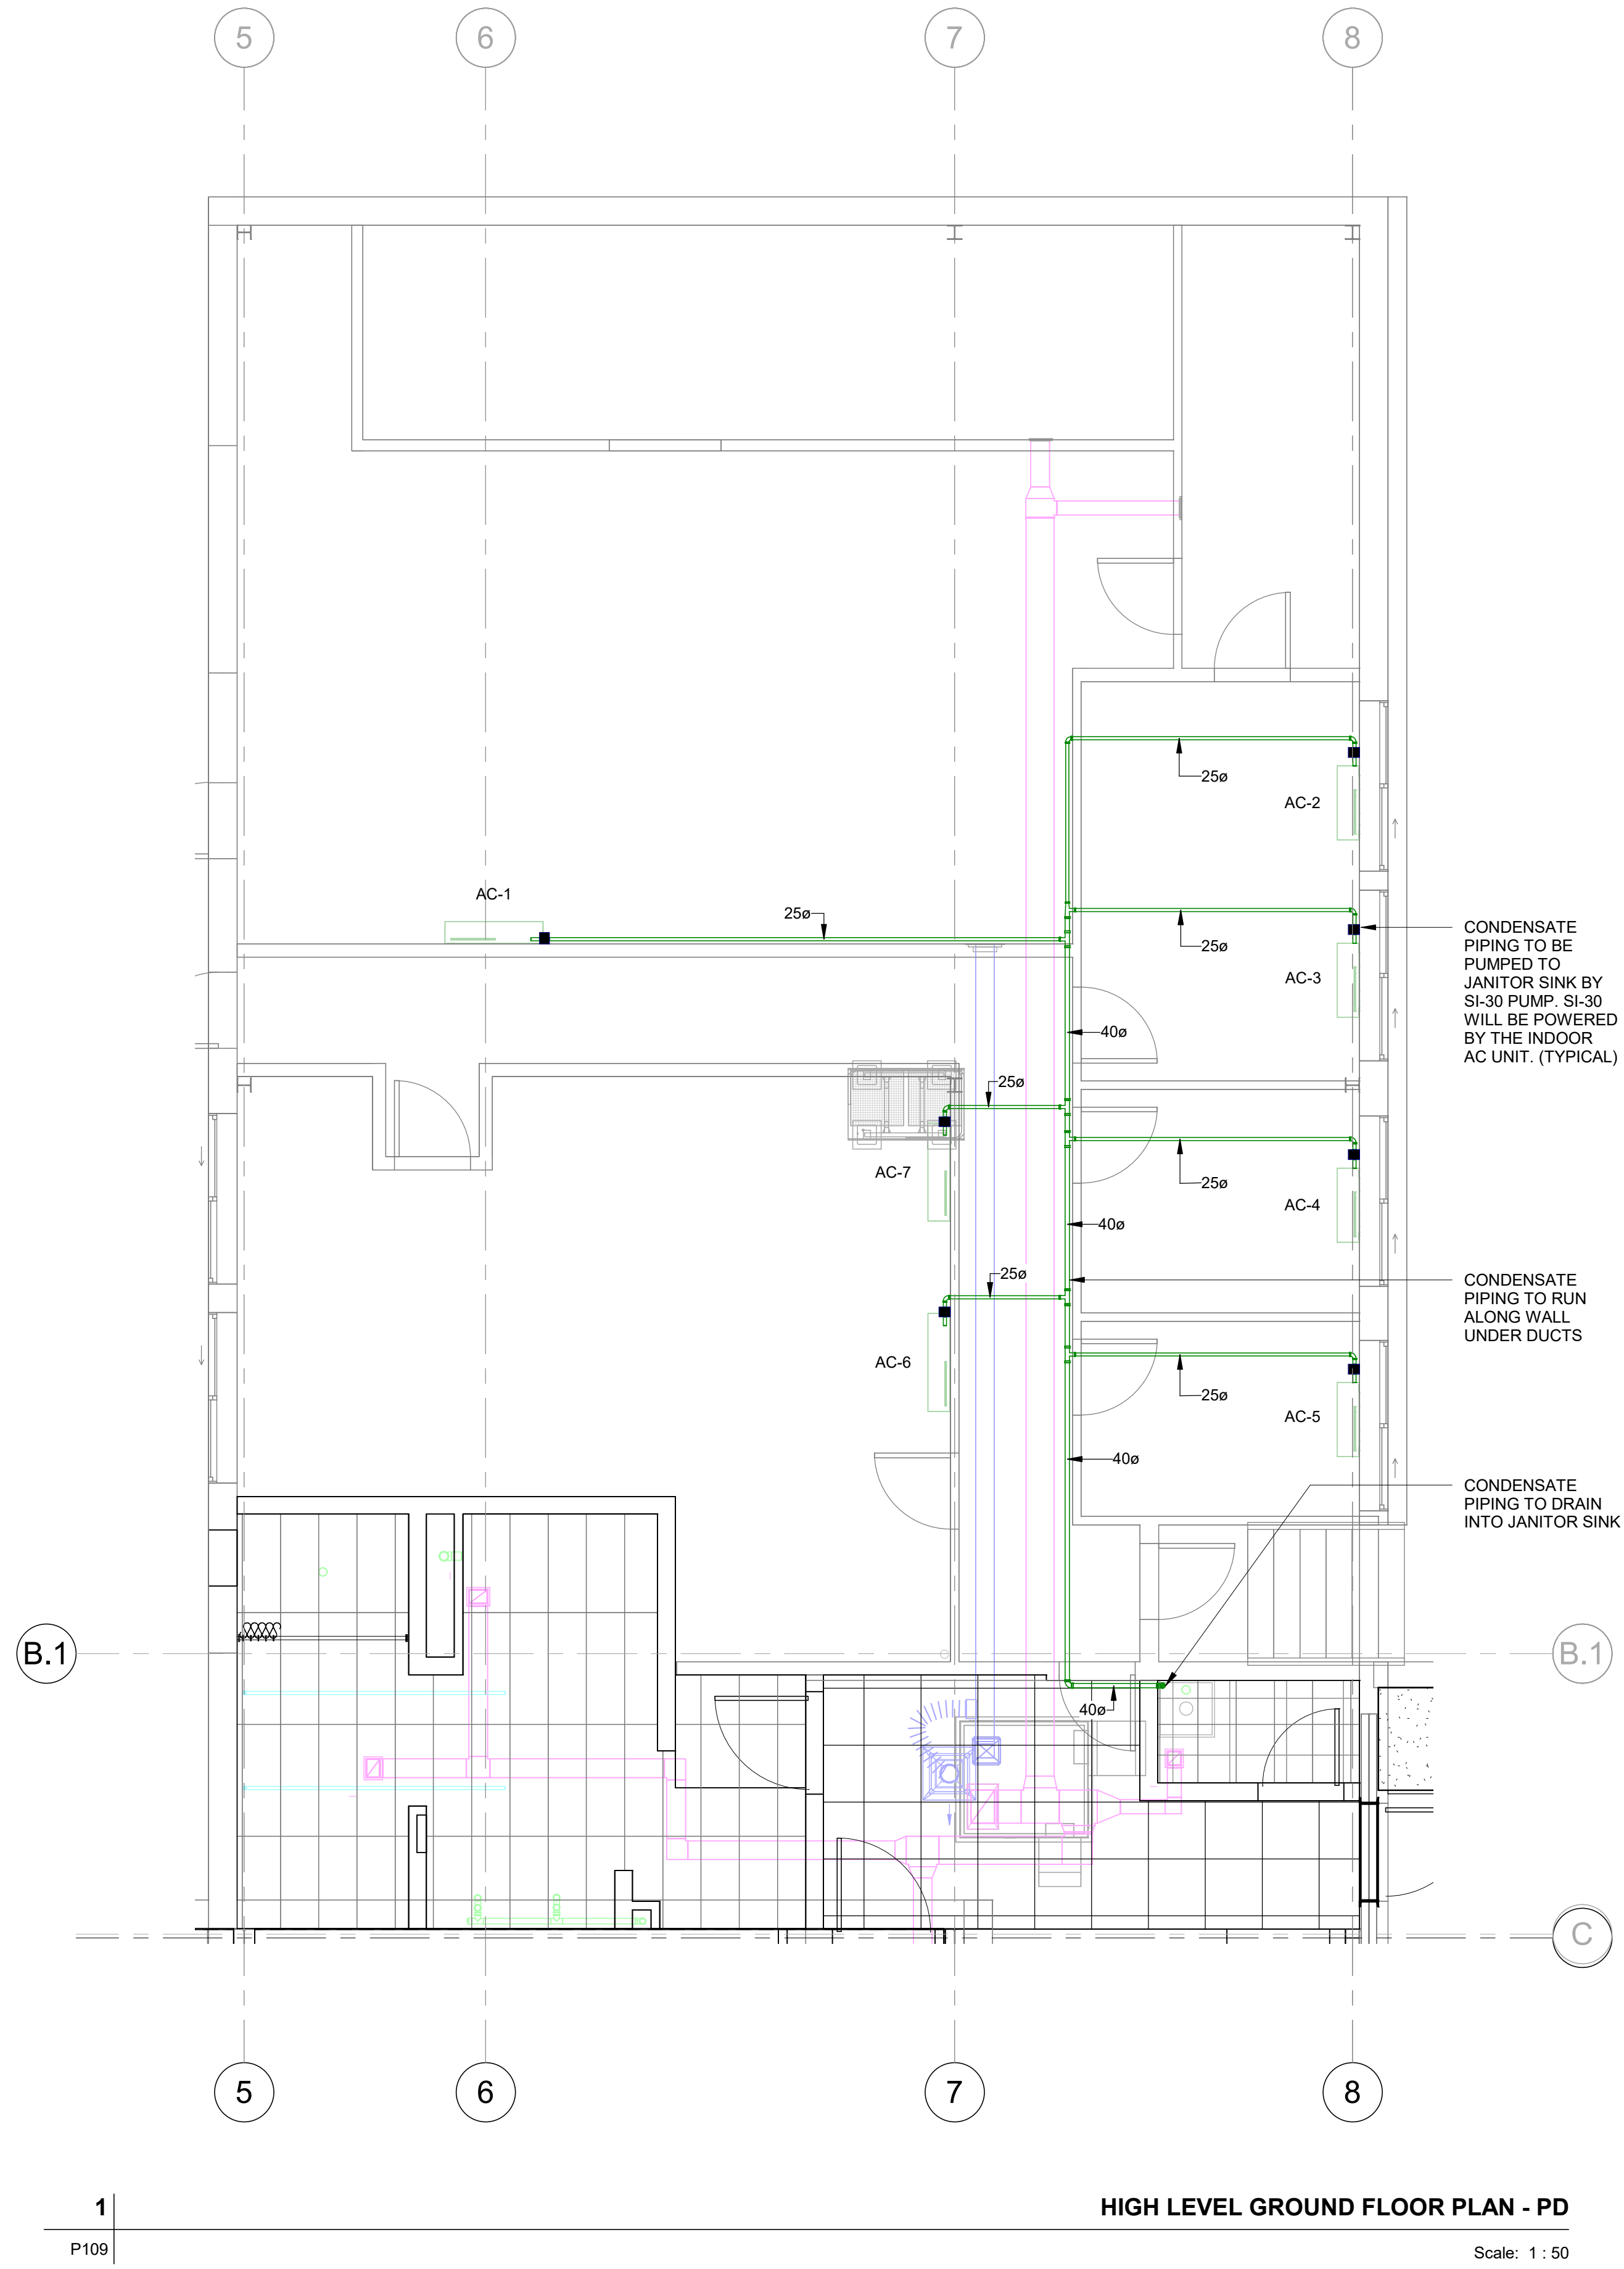 5
6
7
8
25ø
AC-2
AC-1
25ø
25ø
AC-3
CONDENSATE
PIPING TO BE
PUMPED TO
JANITOR SINK BY
SI-30 PUMP. SI-30
WILL BE POWERED
BY THE INDOOR
AC UNIT. (TYPICAL)
40ø
25ø
AC-7
25ø
AC-4
40ø
25ø
CONDENSATE
PIPING TO RUN
ALONG WALL
UNDER DUCTS
AC-6
25ø
AC-5
40ø
CONDENSATE
PIPING TO DRAIN
INTO JANITOR SINK
B.1
B.1
40ø
C
5
6
7
8
1
HIGH LEVEL GROUND FLOOR PLAN - PD
P109
Scale: 1 : 50